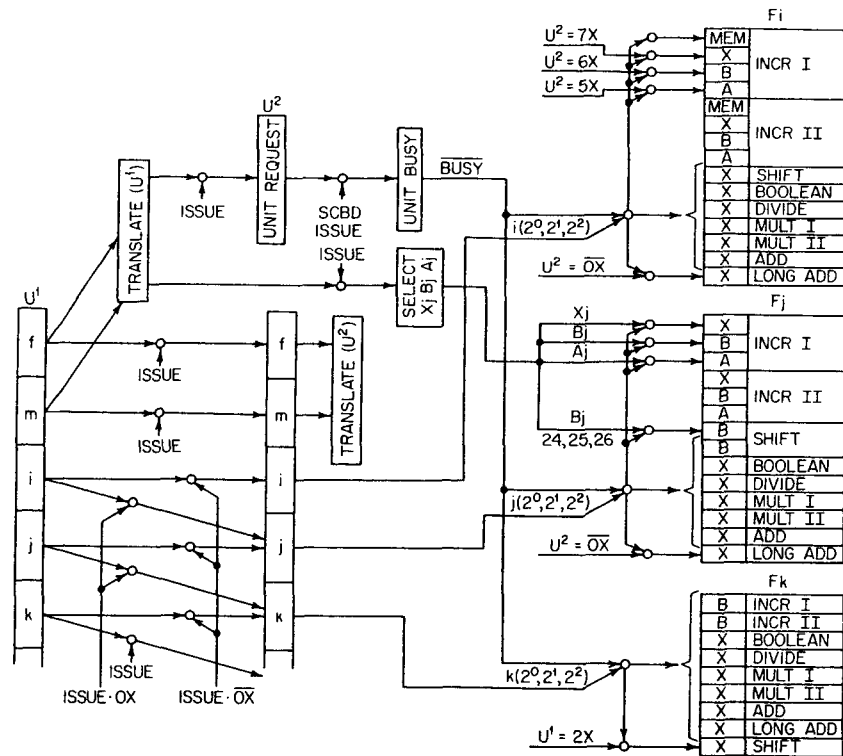 Fi
U² = 7X
U² = 6X
U² = 5X
MEM
X
B
A
INCR I
MEM
X
B
A
INCR II
X SHIFT
X BOOLEAN
X DIVIDE
X MULT I
X MULT II
X ADD
X LONG ADD
i(2⁰,2¹,2²)
U² = O̅X̅
U²
UNIT REQUEST
UNIT BUSY
B̅U̅S̅Y̅
TRANSLATE (U¹)
ISSUE
SCBD
ISSUE
ISSUE
SELECT
Xj Bj Aj
U¹
f
m
i
j
k
ISSUE
ISSUE
f
m
i
j
k
TRANSLATE (U²)
ISSUE
ISSUE·OX
ISSUE·O̅X̅
Fj
Xj
Bj
Aj
X
B
A
INCR I
X
B
A
INCR II
Bj
24,25,26
B
B
SHIFT
X BOOLEAN
X DIVIDE
X MULT I
X MULT II
X ADD
X LONG ADD
j(2⁰,2¹,2²)
U² = O̅X̅
Fk
B INCR I
B INCR II
X BOOLEAN
X DIVIDE
X MULT I
X MULT II
X ADD
X LONG ADD
X SHIFT
k(2⁰,2¹,2²)
U¹ = 2X